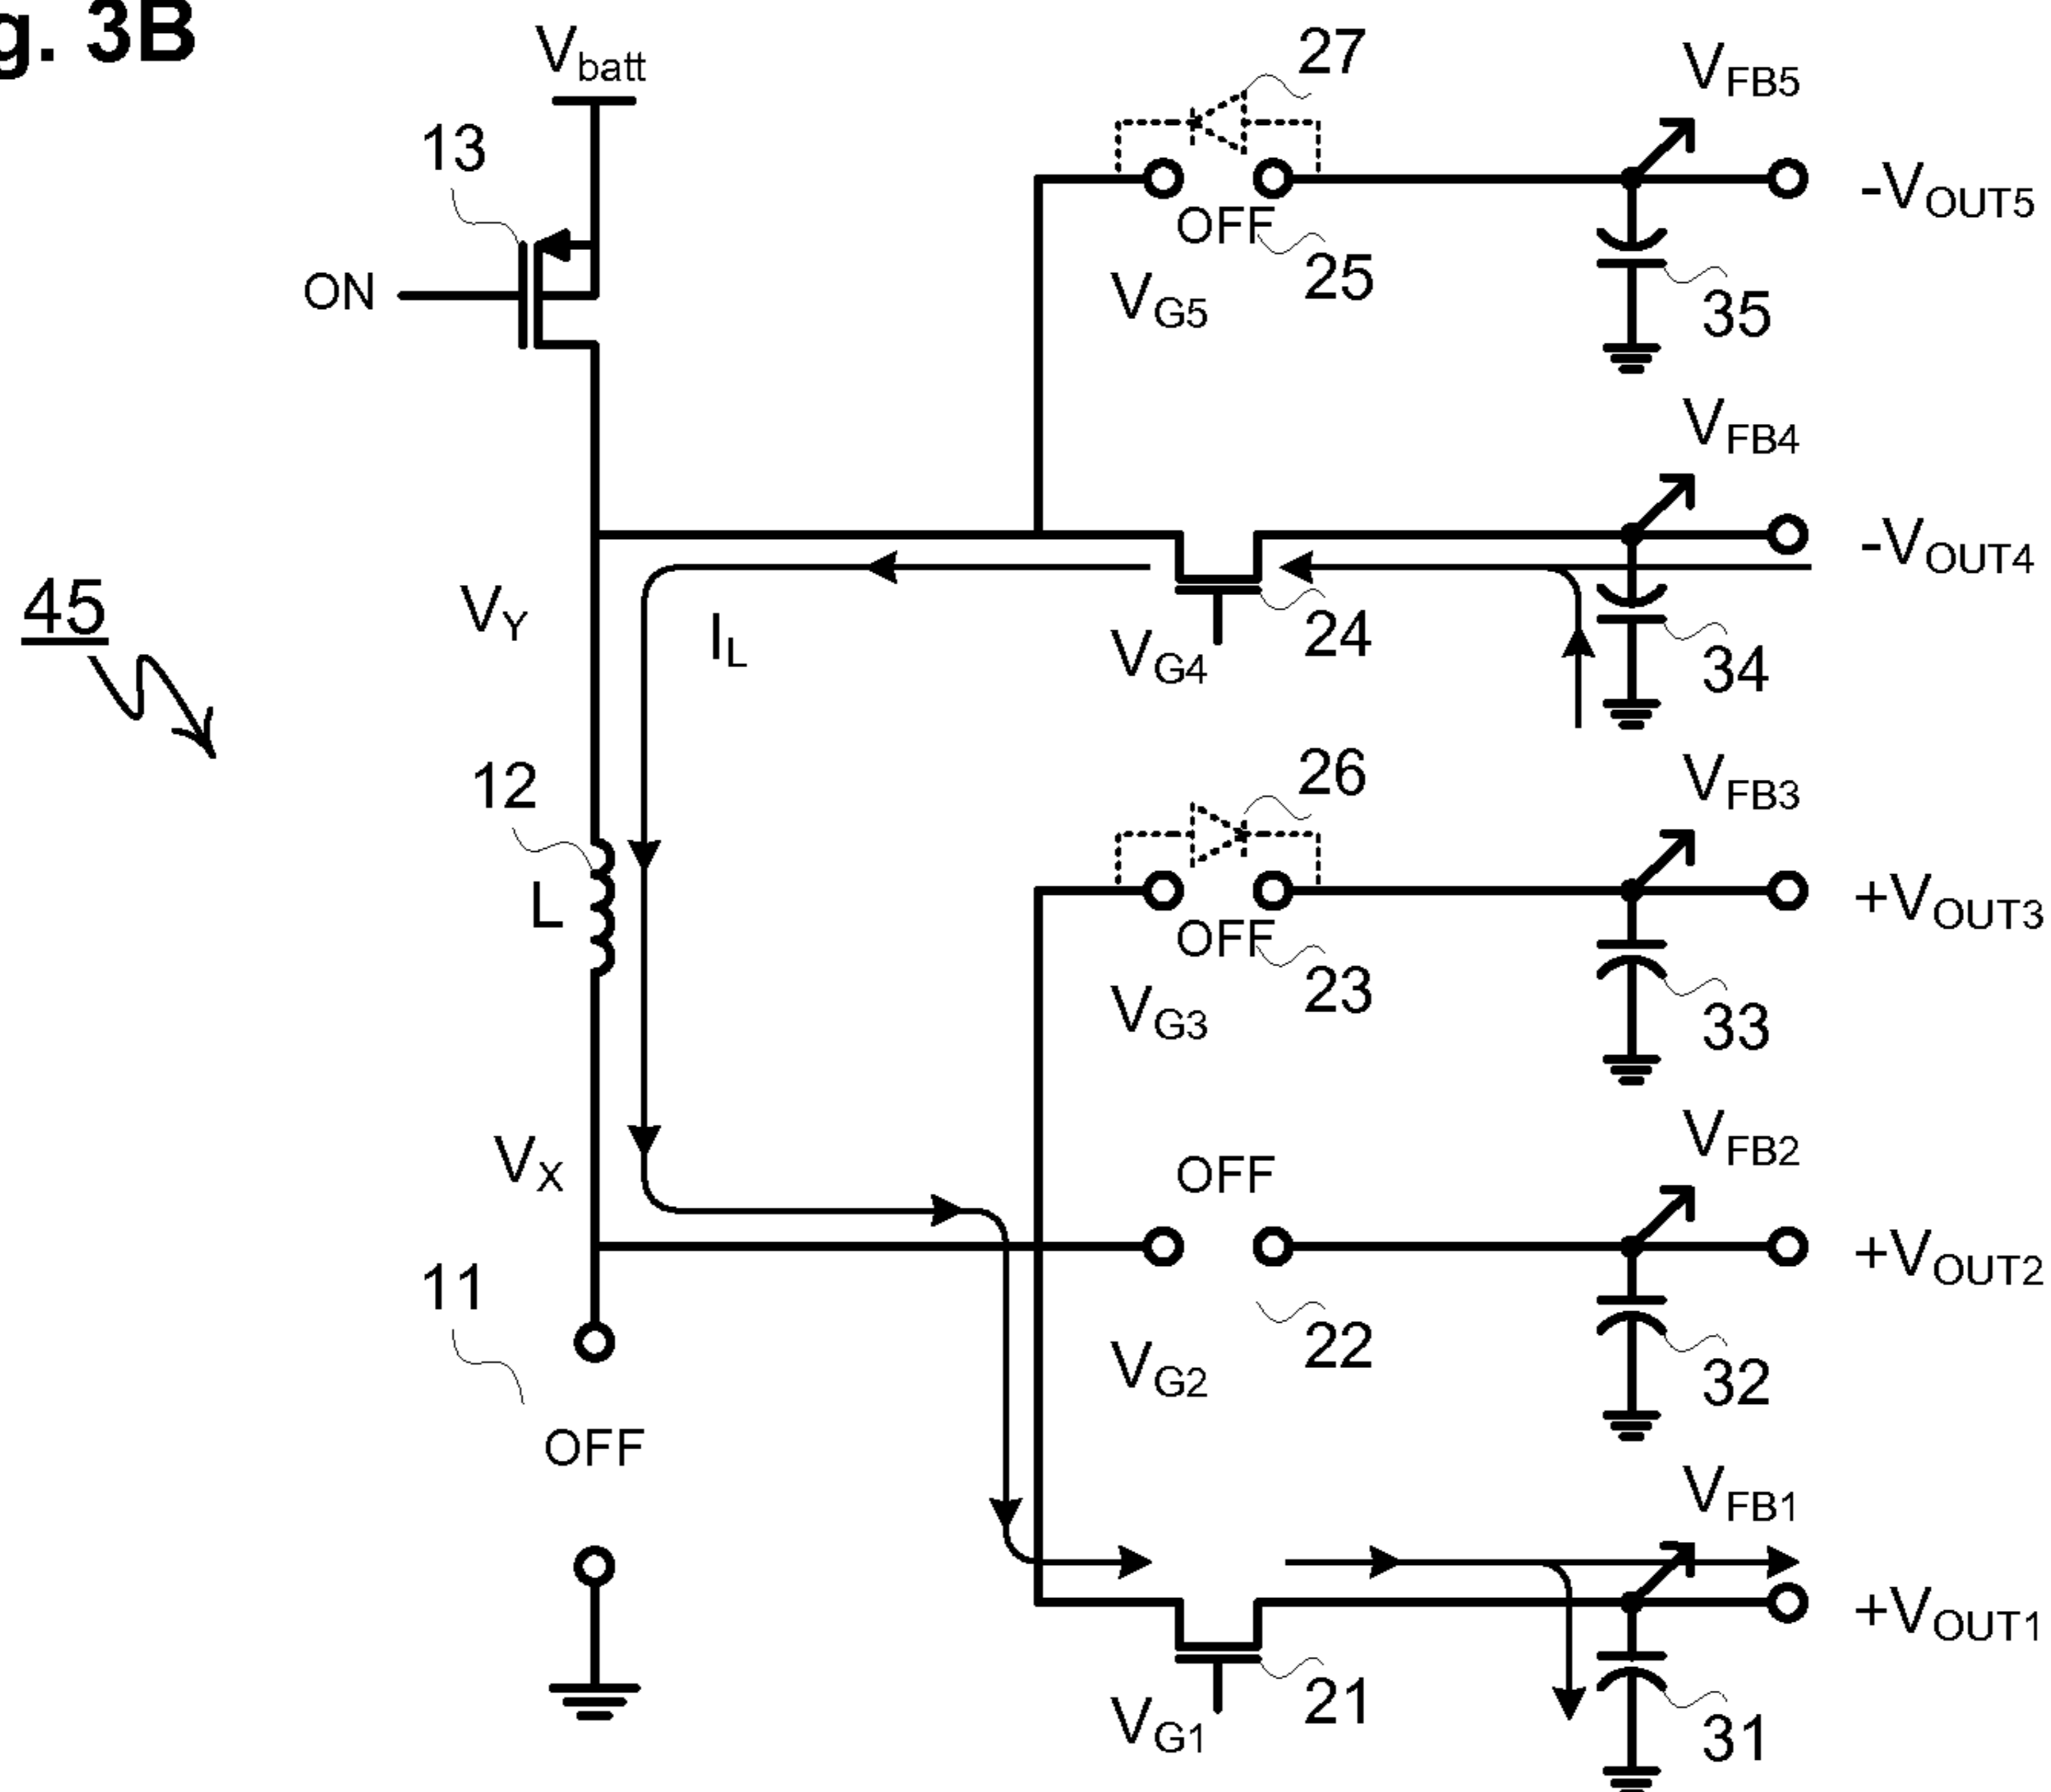 g. 3B
Vbatt
13
ON
27
VFB5
-VOUT5
OFF
25
VG5
35
VFB4
-VOUT4
45
VY
IL
VG4
24
34
12
L
26
VFB3
+VOUT3
OFF
23
VG3
33
VX
OFF
VFB2
+VOUT2
11
22
VG2
32
OFF
VFB1
+VOUT1
21
VG1
31